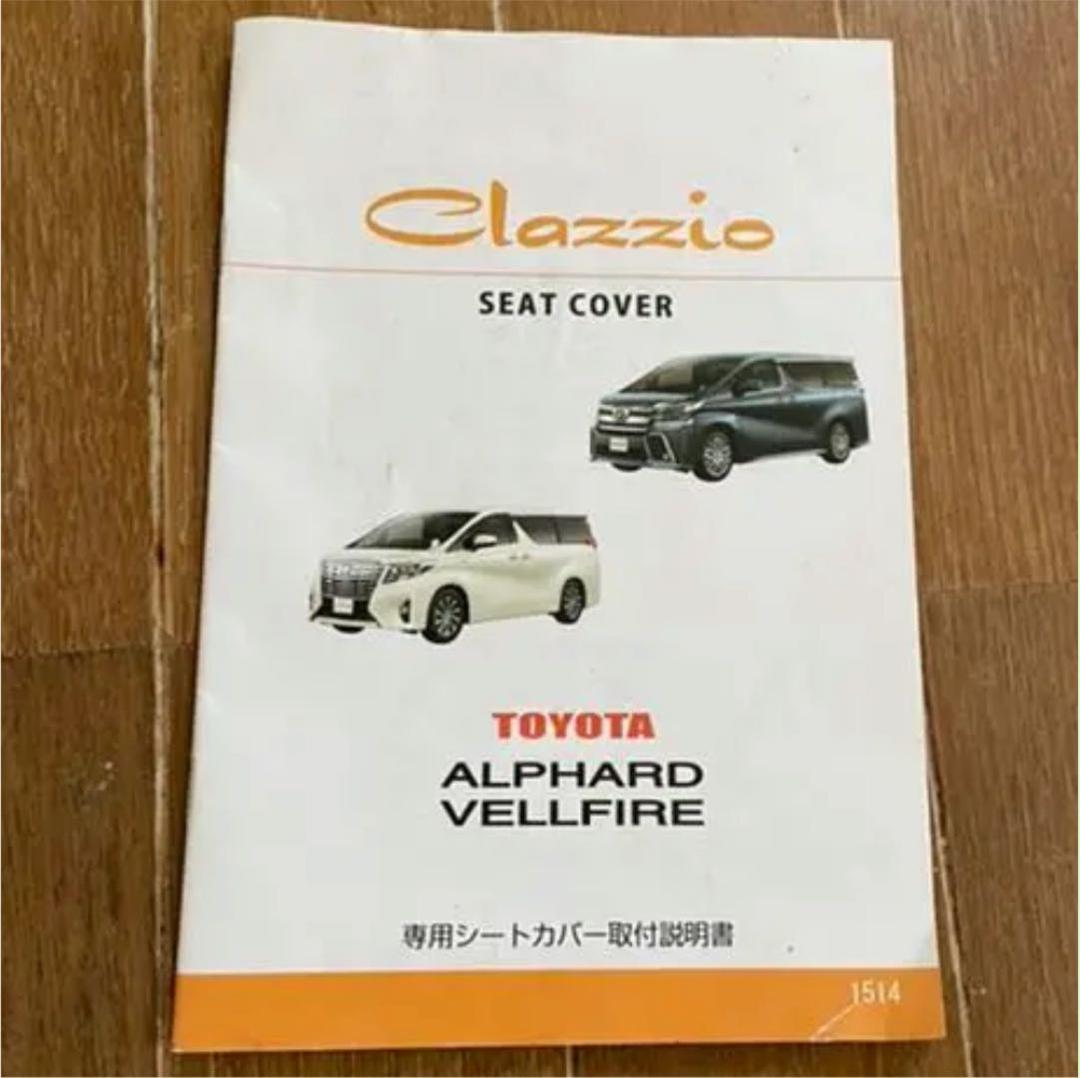 Clazzio
SEAT COVER
TOYOTA
ALPHARD
VELLFIRE
専用シートカバー取付説明書
1514